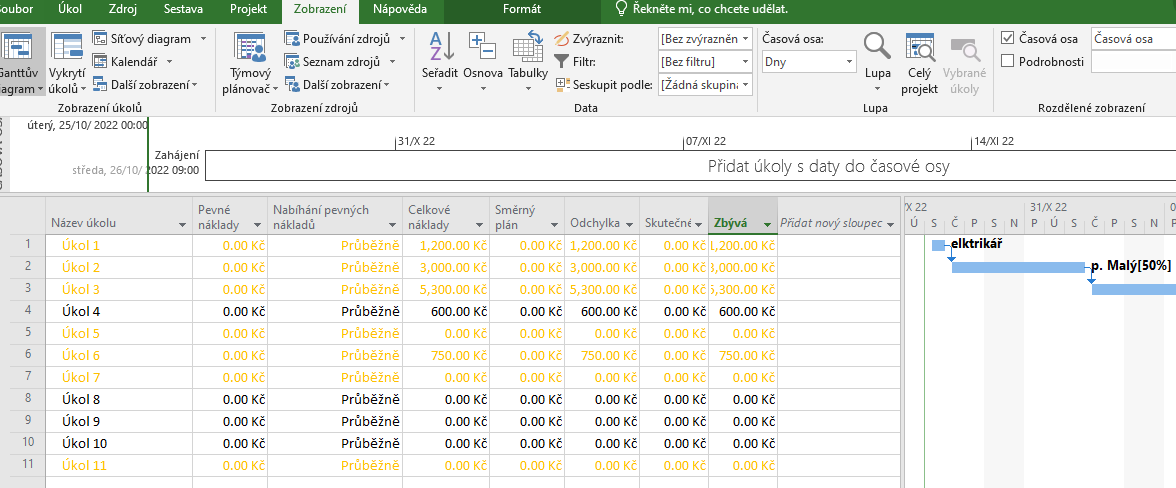 Soubor Úkol Zdroj Sestava Projekt Zobrazení Nápověda Formát Řekněte mi, co chcete udělat.
Ganttův diagram
Vykrytí úkolů
Síťový diagram
Kalendář
Další zobrazení
Zobrazení úkolů
Týmový plánovač
Používání zdrojů
Seznam zdrojů
Další zobrazení
Zobrazení zdrojů
Seřadit
Osnova
Tabulky
Zvýraznit: [Bez zvýrazněn
Filtr: [Bez filtru]
Seskupit podle: [Žádná skupina
Data
Časová osa:
Dny
Lupa
Celý projekt
Vybrané úkoly
Lupa
Časová osa Časová osa
Podrobnosti
Rozdělené zobrazení
úterý, 25/10/ 2022 00:00
31/XI 22 07/XI 22 14/XI 22
Zahájení
středa, 26/10/ 2022 09:00
Přidat úkoly s daty do časové osy
Název úkolu Pevné náklady Nabíhání pevných nákladů Celkové náklady Směrný plán Odchylka Skutečné Zbývá Přidat nový sloupec
/X 22 31/X 22 0
Ú S Č P S N P Ú S Č P S N P
1 Úkol 1 0.00 Kč Průběžně 1,200.00 Kč 0.00 Kč 1,200.00 Kč 0.00 Kč 1,200.00 Kč elktrikář
2 Úkol 2 0.00 Kč Průběžně 3,000.00 Kč 0.00 Kč 3,000.00 Kč 0.00 Kč 3,000.00 Kč p. Malý[50%]
3 Úkol 3 0.00 Kč Průběžně 5,300.00 Kč 0.00 Kč 5,300.00 Kč 0.00 Kč 5,300.00 Kč
4 Úkol 4 0.00 Kč Průběžně 600.00 Kč 0.00 Kč 600.00 Kč 0.00 Kč 600.00 Kč
5 Úkol 5 0.00 Kč Průběžně 0.00 Kč 0.00 Kč 0.00 Kč 0.00 Kč 0.00 Kč
6 Úkol 6 0.00 Kč Průběžně 750.00 Kč 0.00 Kč 750.00 Kč 0.00 Kč 750.00 Kč
7 Úkol 7 0.00 Kč Průběžně 0.00 Kč 0.00 Kč 0.00 Kč 0.00 Kč 0.00 Kč
8 Úkol 8 0.00 Kč Průběžně 0.00 Kč 0.00 Kč 0.00 Kč 0.00 Kč 0.00 Kč
9 Úkol 9 0.00 Kč Průběžně 0.00 Kč 0.00 Kč 0.00 Kč 0.00 Kč 0.00 Kč
10 Úkol 10 0.00 Kč Průběžně 0.00 Kč 0.00 Kč 0.00 Kč 0.00 Kč 0.00 Kč
11 Úkol 11 0.00 Kč Průběžně 0.00 Kč 0.00 Kč 0.00 Kč 0.00 Kč 0.00 Kč